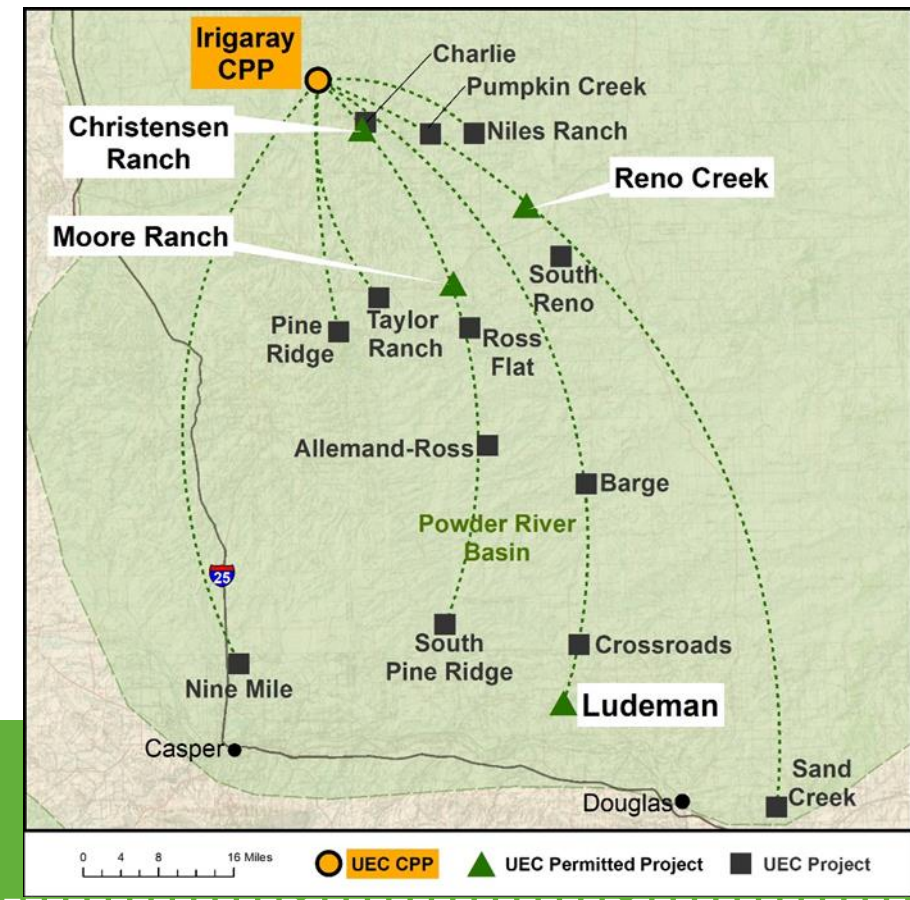 Irigaray
CPP
Charlie
Pumpkin Creek
Christensen
Ranch
Niles Ranch
Reno Creek
Moore Ranch
South
Reno
Pine
Ridge
Taylor
Ranch
Ross
Flat
Allemand-Ross
Barge
Powder River
Basin
25
South
Pine Ridge
Crossroads
Nine Mile
Ludeman
Casper
Sand
Creek
Douglas
0 4 8 16 Miles
UEC CPP
UEC Permitted Project
UEC Project